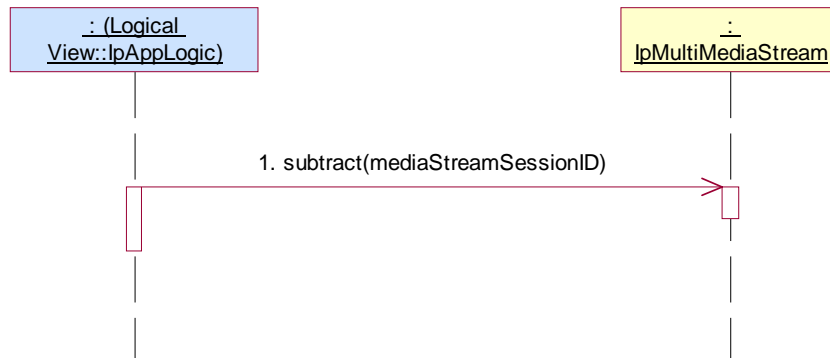 : (Logical
View::IpAppLogic)
:
IpMultiMediaStream
1. subtract(mediaStreamSessionID)